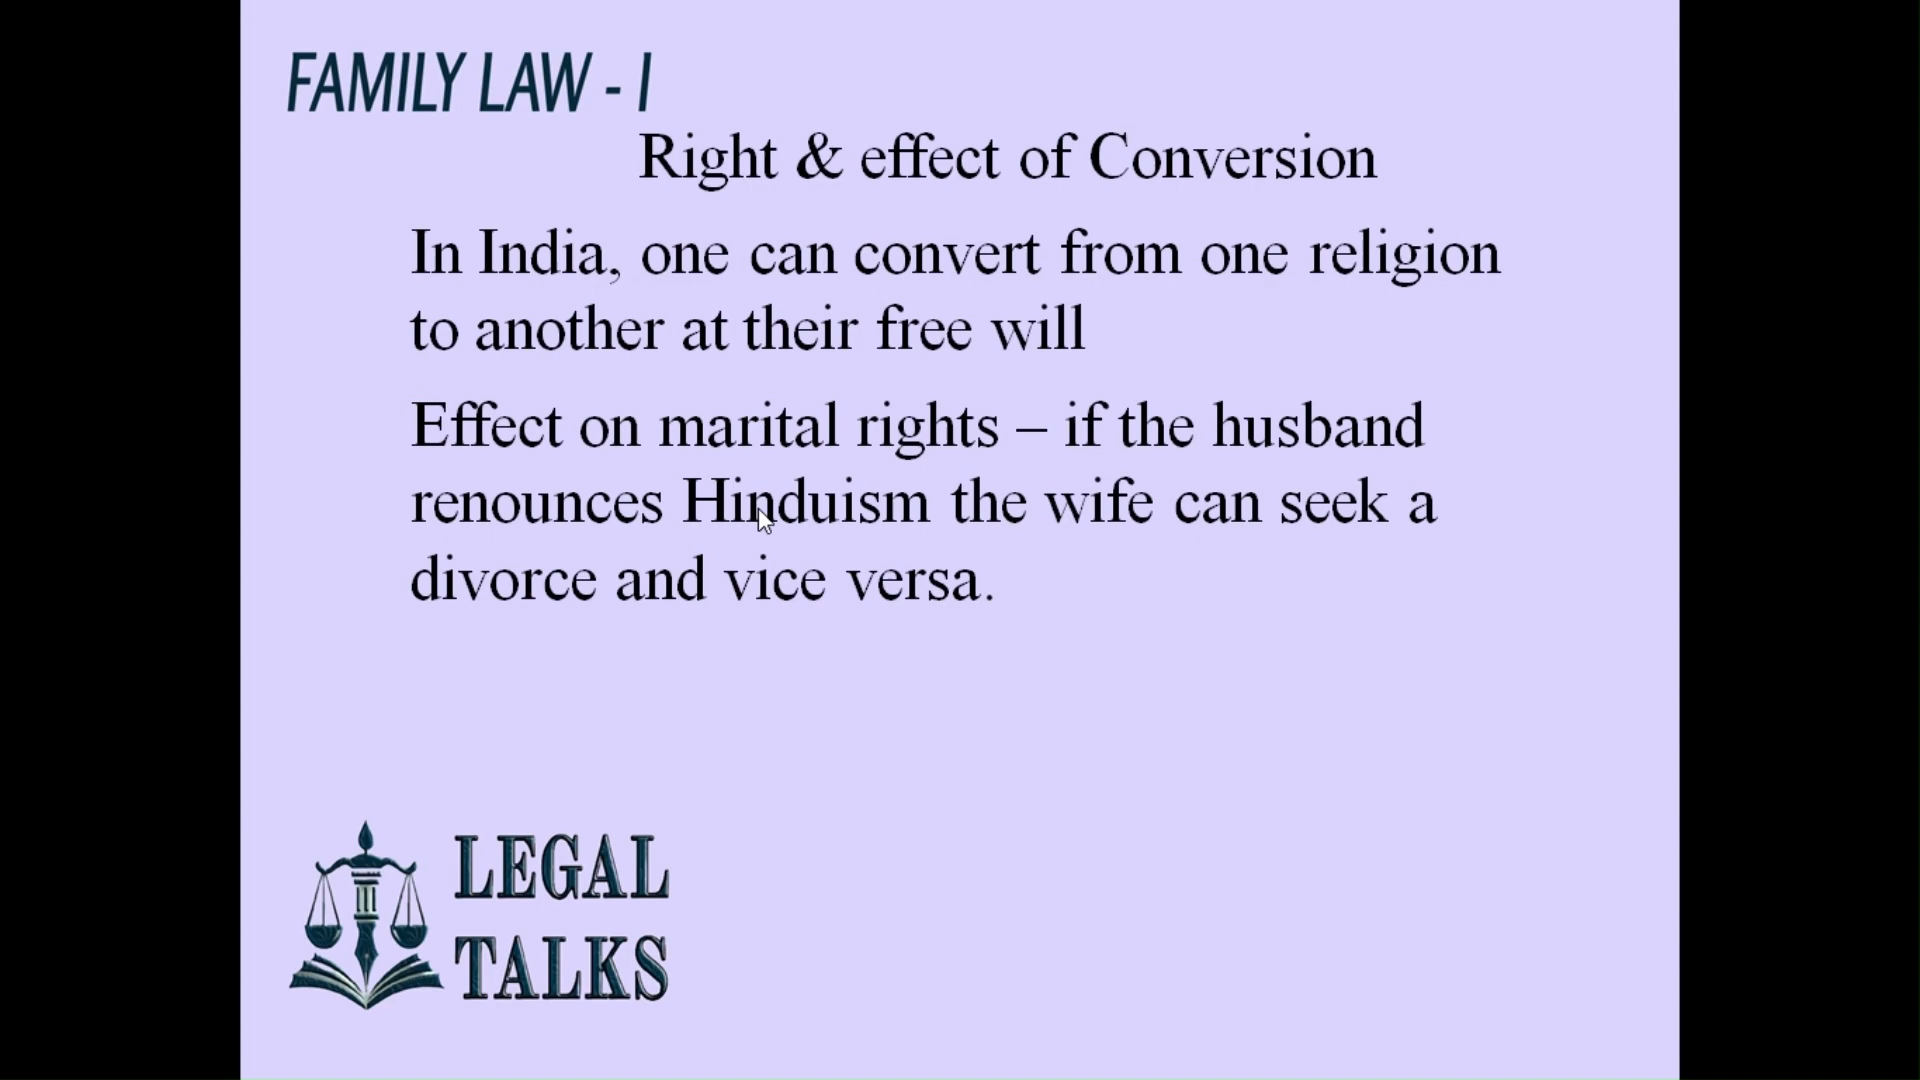 FAMILY LAW - I
Right & effect of Conversion
In India, one can convert from one religion
to another at their free will
Effect on marital rights – if the husband
renounces Hinduism the wife can seek a
divorce and vice versa.
LEGAL
TALKS